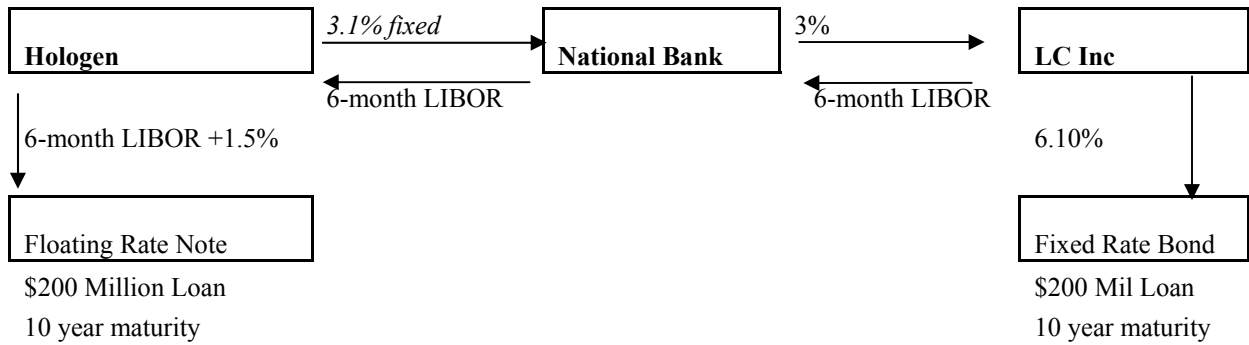 3.1% fixed 3%
Hologen National Bank LC Inc
6-month LIBOR 6-month LIBOR
6-month LIBOR +1.5% 6.10%
Floating Rate Note Fixed Rate Bond
$200 Million Loan $200 Mil Loan
10 year maturity 10 year maturity